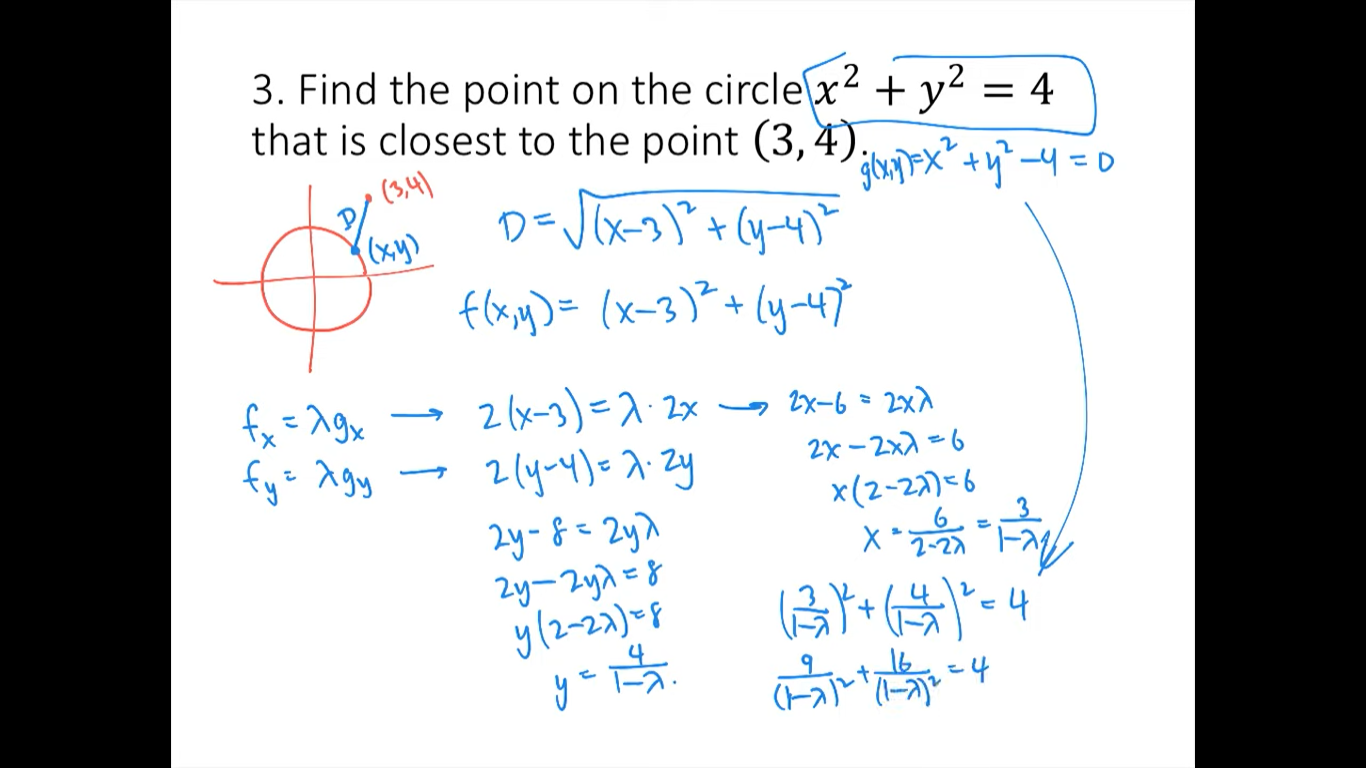 3. Find the point on the circle x² + y² = 4
that is closest to the point (3, 4).
g(x,y)=x² + y² − 4 = 0
(3,4)
D
(x,y)
D = √((x−3)² + (y−4)²)
f(x,y) = (x−3)² + (y−4)²
fₓ = λgₓ → 2(x−3) = λ·2x → 2x−6 = 2xλ
f_y = λg_y → 2(y−4) = λ·2y
2y − 8 = 2yλ
2y − 2yλ = 8
y(2−2λ) = 8
y = 4/(1−λ).
2x − 2xλ = 6
x(2−2λ) = 6
x = 6/(2−2λ) = 3/(1−λ)
(3/(1−λ))² + (4/(1−λ))² = 4
9/(1−λ)² + 16/(1−λ)² = 4